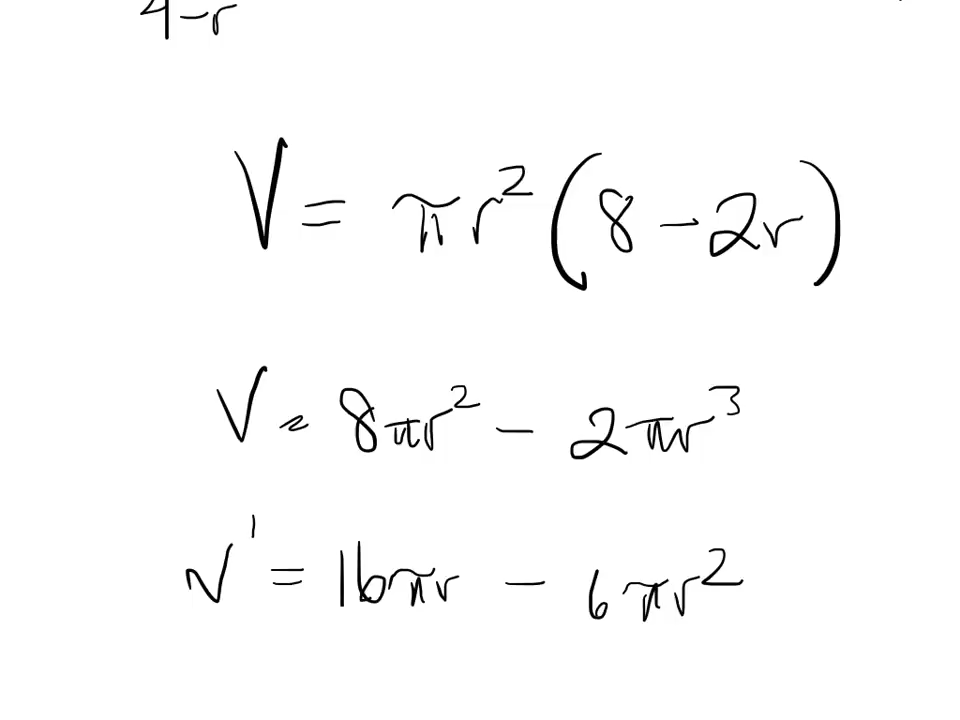 4-r
V = πr²(8 - 2r)
V = 8πr² - 2πr³
V' = 16πr - 6πr²